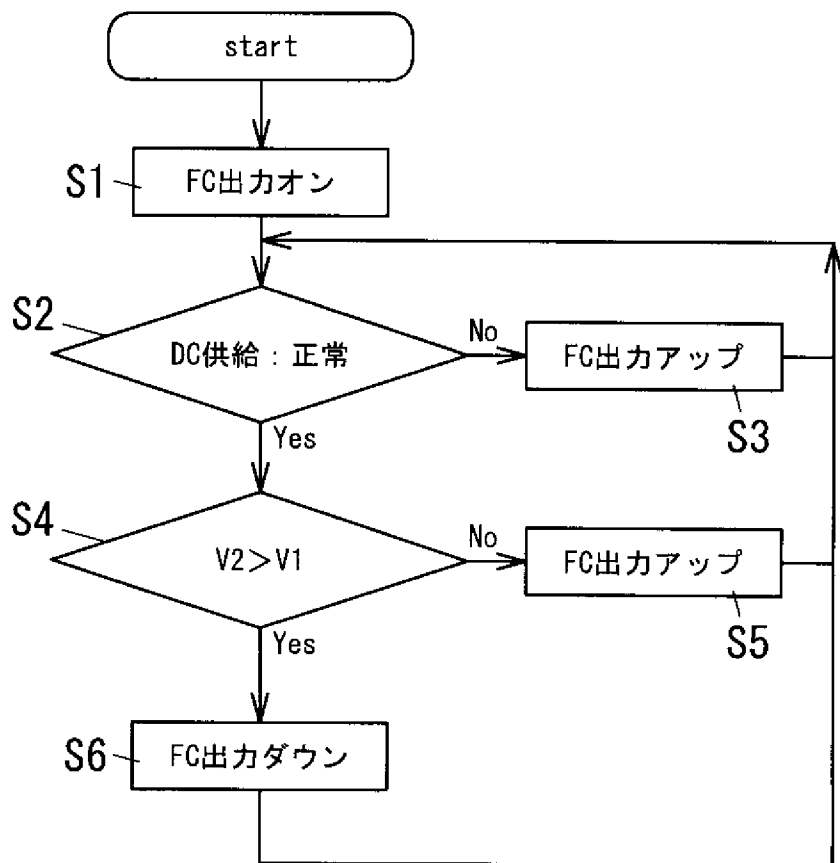 start
S1
FC出力オン
S2
DC供給：正常
No
FC出力アップ
S3
Yes
S4
V2＞V1
No
FC出力アップ
S5
Yes
S6
FC出力ダウン